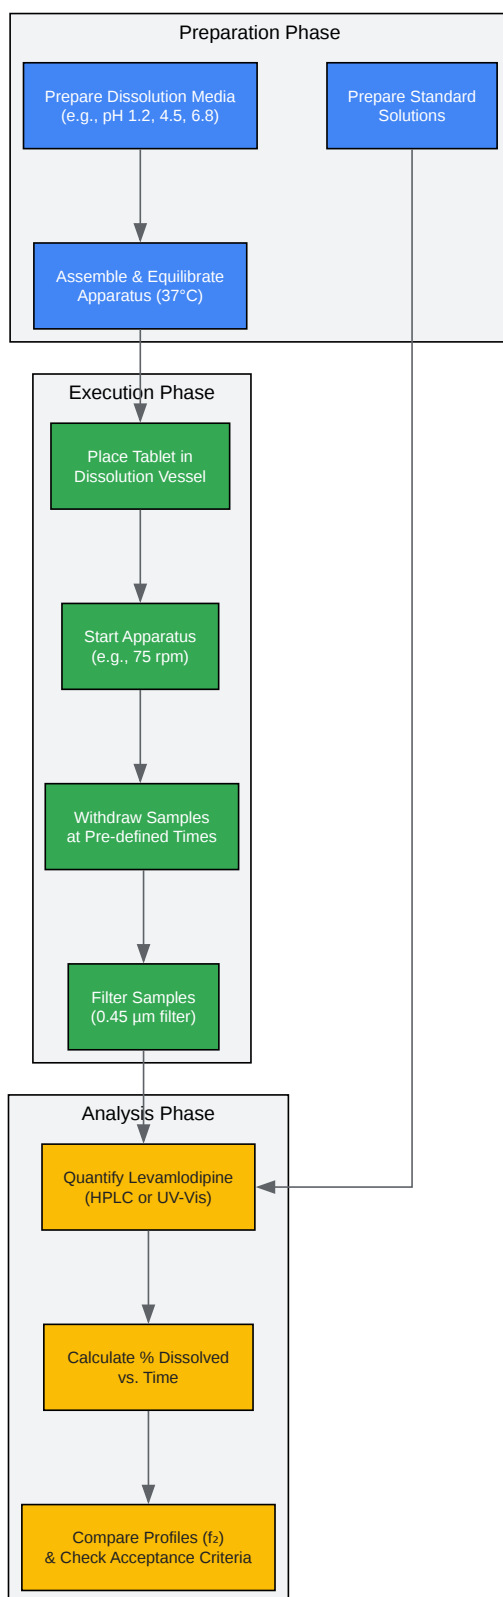 Preparation Phase
Prepare Dissolution Media
(e.g., pH 1.2, 4.5, 6.8)
Prepare Standard
Solutions
Assemble & Equilibrate
Apparatus (37°C)
Execution Phase
Place Tablet in
Dissolution Vessel
Start Apparatus
(e.g., 75 rpm)
Withdraw Samples
at Pre-defined Times
Filter Samples
(0.45 µm filter)
Analysis Phase
Quantify Levamlodipine
(HPLC or UV-Vis)
Calculate % Dissolved
vs. Time
Compare Profiles (f₂)
& Check Acceptance Criteria